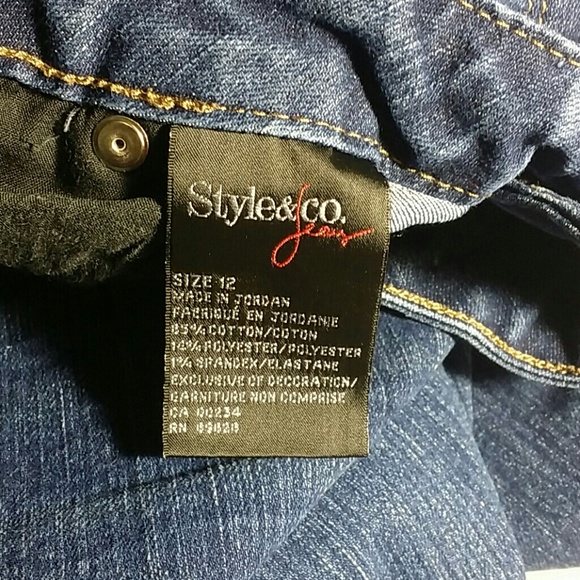 Style&co.
Jeans
SIZE 12
MADE IN JORDAN
FABRIQUÉ EN JORDANIE
85% COTTON/COTON
14% POLYESTER/POLYESTER
1% SPANDEX/ELASTANE
EXCLUSIVE OF DECORATION/
GARNITURE NON COMPRISE
CA 00234
RN 89828